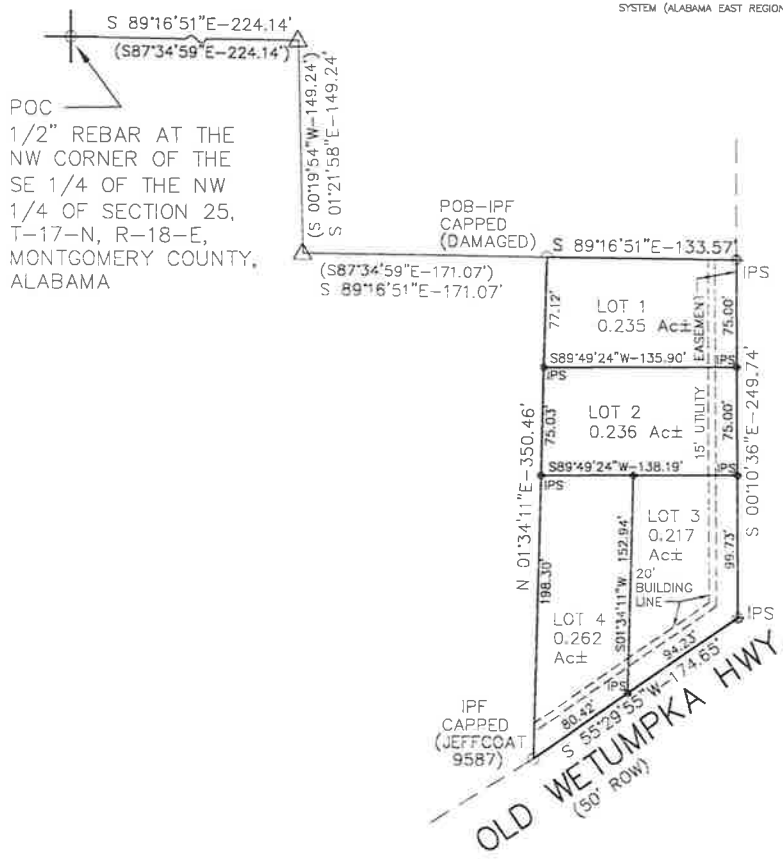 SYSTEM (ALABAMA EAST REGION
S 89°16'51"E-224.14'
(S87°34'59"E-224.14')
POC
1/2" REBAR AT THE
NW CORNER OF THE
SE 1/4 OF THE NW
1/4 OF SECTION 25,
T-17-N, R-18-E,
MONTGOMERY COUNTY,
ALABAMA
(S 00°19'54"W-149.24')
S 01°21'58"E-149.24'
POB-IPF
CAPPED
(DAMAGED)
S 89°16'51"E-133.57'
(S87°34'59"E-171.07')
S 89°16'51"E-171.07'
IPS
77.12'
LOT 1
0.235 Ac±
EASEMENT
75.00'
S89°49'24"W-135.90'
IPS
IPS
75.03'
LOT 2
0.236 Ac±
15' UTILITY
75.00'
S 00°10'36"E-249.74'
S89°49'24"W-138.19'
IPS
IPS
N 01°34'11"E-350.46'
198.30'
S01°34'11"W 152.94'
LOT 3
0.217
Ac±
99.73'
20'
BUILDING
LINE
LOT 4
0.262
Ac±
IPS
IPS
94.23'
80.42'
S 55°29'55"W-174.65'
IPF
CAPPED
(JEFFCOAT
9587)
OLD WETUMPKA HWY
(50' ROW)